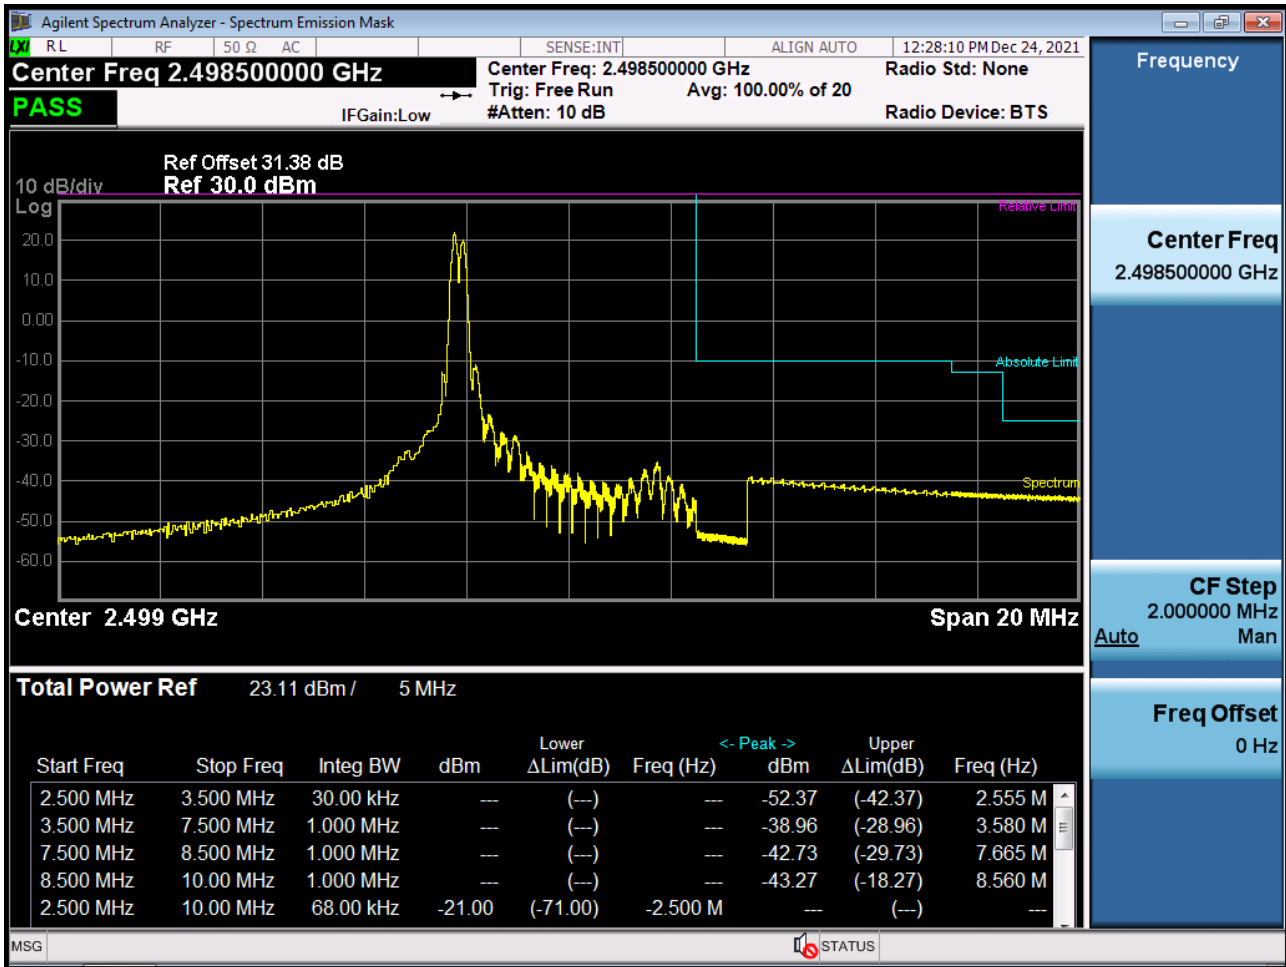 Agilent Spectrum Analyzer - Spectrum Emission Mask
LXI RL RF 50 Ω AC SENSE:INT ALIGN AUTO 12:28:10 PM Dec 24, 2021
Center Freq 2.498500000 GHz
Center Freq: 2.498500000 GHz Radio Std: None
Trig: Free Run Avg: 100.00% of 20
PASS
IFGain:Low #Atten: 10 dB Radio Device: BTS
Ref Offset 31.38 dB
10 dB/div Ref 30.0 dBm
Log
Relative Limit
20.0
10.0
0.00
-10.0
Absolute Limit
-20.0
-30.0
-40.0
Spectrum
-50.0
-60.0
Center 2.499 GHz Span 20 MHz
Total Power Ref 23.11 dBm / 5 MHz
Lower <- Peak -> Upper
Start Freq Stop Freq Integ BW dBm ΔLim(dB) Freq (Hz) dBm ΔLim(dB) Freq (Hz)
2.500 MHz 3.500 MHz 30.00 kHz --- (---) --- -52.37 (-42.37) 2.555 M
3.500 MHz 7.500 MHz 1.000 MHz --- (---) --- -38.96 (-28.96) 3.580 M
7.500 MHz 8.500 MHz 1.000 MHz --- (---) --- -42.73 (-29.73) 7.665 M
8.500 MHz 10.00 MHz 1.000 MHz --- (---) --- -43.27 (-18.27) 8.560 M
2.500 MHz 10.00 MHz 68.00 kHz -21.00 (-71.00) -2.500 M --- (---) ---
MSG STATUS
Frequency
Center Freq
2.498500000 GHz
CF Step
2.000000 MHz
Auto Man
Freq Offset
0 Hz